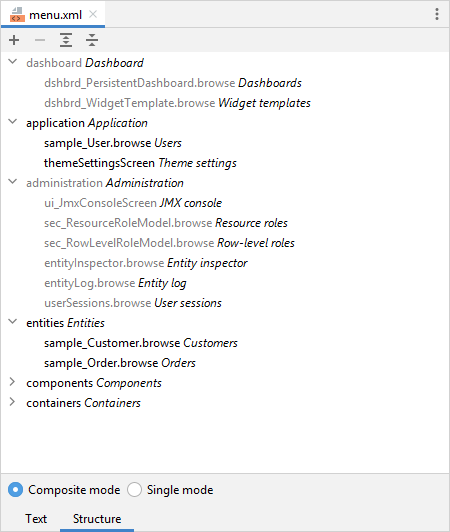 menu.xml
dashboard Dashboard
dshbrd_PersistentDashboard.browse Dashboards
dshbrd_WidgetTemplate.browse Widget templates
application Application
sample_User.browse Users
themeSettingsScreen Theme settings
administration Administration
ui_JmxConsoleScreen JMX console
sec_ResourceRoleModel.browse Resource roles
sec_RowLevelRoleModel.browse Row-level roles
entityInspector.browse Entity inspector
entityLog.browse Entity log
userSessions.browse User sessions
entities Entities
sample_Customer.browse Customers
sample_Order.browse Orders
components Components
containers Containers
Composite mode Single mode
Text Structure